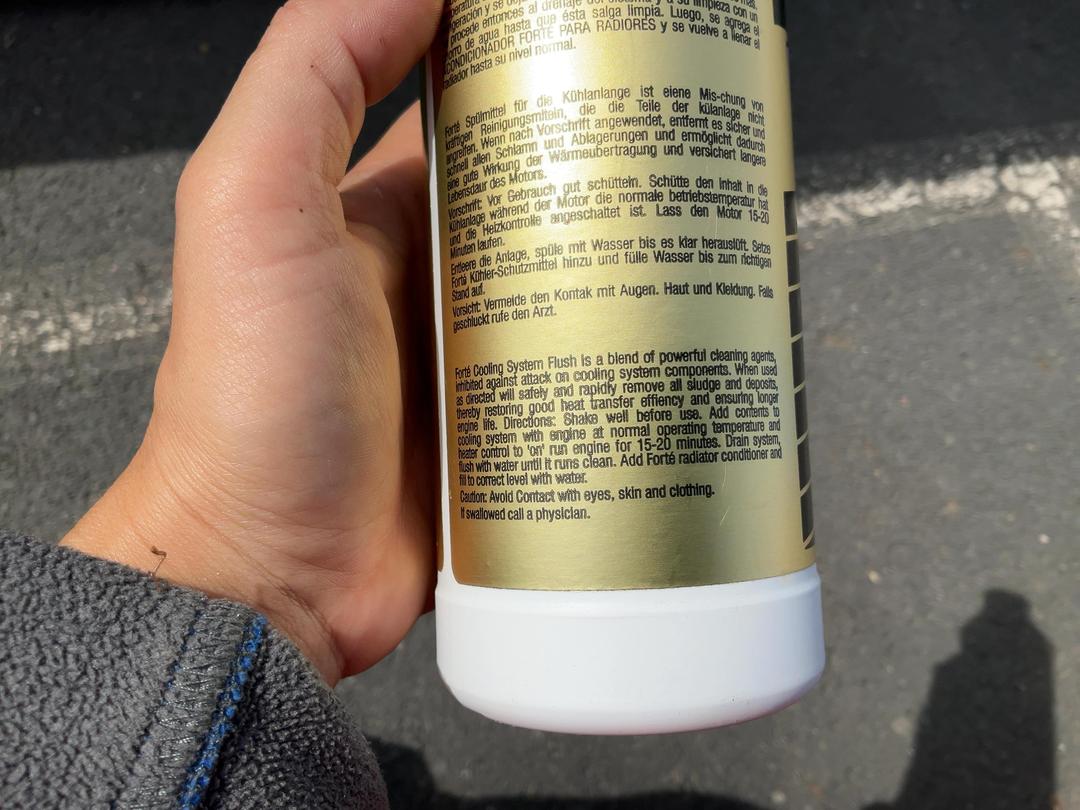 y se de al drenaje del sistema y a su limpieza con un
procede entonces al drenaje del sistema y a su limpieza con un
chorro de agua hasta que ésta salga limpia. Luego, se agrega el
ACONDICIONADOR FORTE PARA RADIORES y se vuelve a llenar el
radiador hasta su nivel normal.
Forté Spülmittel für die Kühlanlange ist eiene Mis-chung von
kräftigen Reinigungsmiteln, die die Teile der külanlage nicht
angreifen. Wenn nach Vorschrift angewendet, entfernt es sicher und
schnell allen Schlamn und Ablagerungen und ermöglicht dadurch
eine gute Wirkung der Wärmeubertragung und versichert langere
Lebensdaur des Motors.
Vorschrift: Vor Gebrauch gut schütteln. Schütte den Inhalt in die
Kühlanlage während der Motor die normale betriebstemperatur hat
und die Heizkontrolle angeschaltet ist. Lass den Motor 15-20
Minuten laufen.
Entleere die Anlage, spüle mit Wasser bis es klar herauslüft. Setze
Forté Kühler-Schutzmittel hinzu und fülle Wasser bis zum richtigen
Stand auf.
Vorsicht: Vermeide den Kontak mit Augen. Haut und Kleidung. Falls
geschluckt rufe den Arzt.
Forté Cooling System Flush is a blend of powerful cleaning agents,
inhibited against attack on cooling system components. When used
as directed will safely and rapidly remove all sludge and deposits,
thereby restoring good heat transfer effiency and ensuring longer
engine life. Directions: Shake well before use. Add contents to
cooling system with engine at normal operating temperature and
heater control to 'on' run engine for 15-20 minutes. Drain system,
flush with water until it runs clean. Add Forté radiator conditioner and
fill to correct level with water.
Caution: Avoid Contact with eyes, skin and clothing.
If swallowed call a physician.